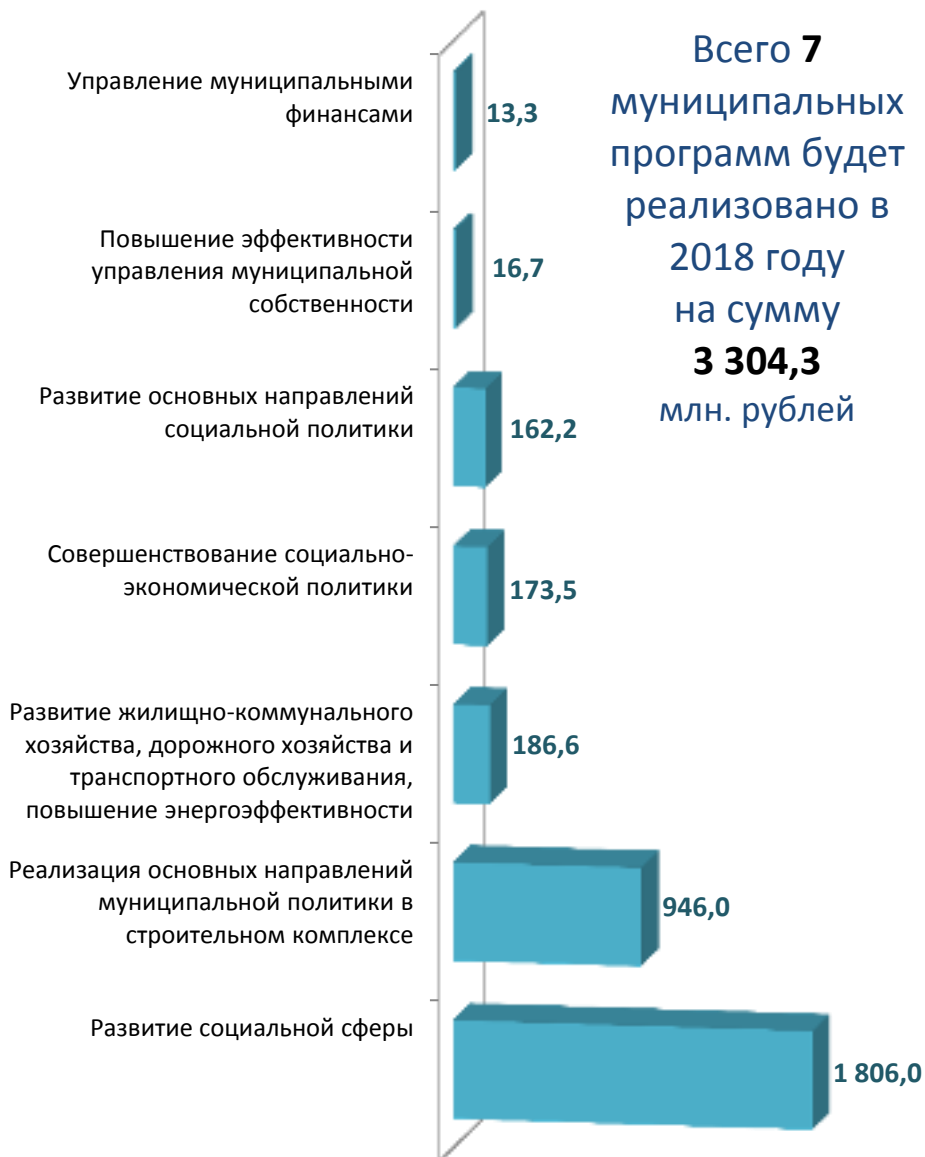 Всего 7
муниципальных
программ будет
реализовано в
2018 году
на сумму
3 304,3
млн. рублей
Управление муниципальными
финансами
13,3
Повышение эффективности
управления муниципальной
собственности
16,7
Развитие основных направлений
социальной политики
162,2
Совершенствование социально-
экономической политики
173,5
Развитие жилищно-коммунального
хозяйства, дорожного хозяйства и
транспортного обслуживания,
повышение энергоэффективности
186,6
Реализация основных направлений
муниципальной политики в
строительном комплексе
946,0
Развитие социальной сферы
1 806,0